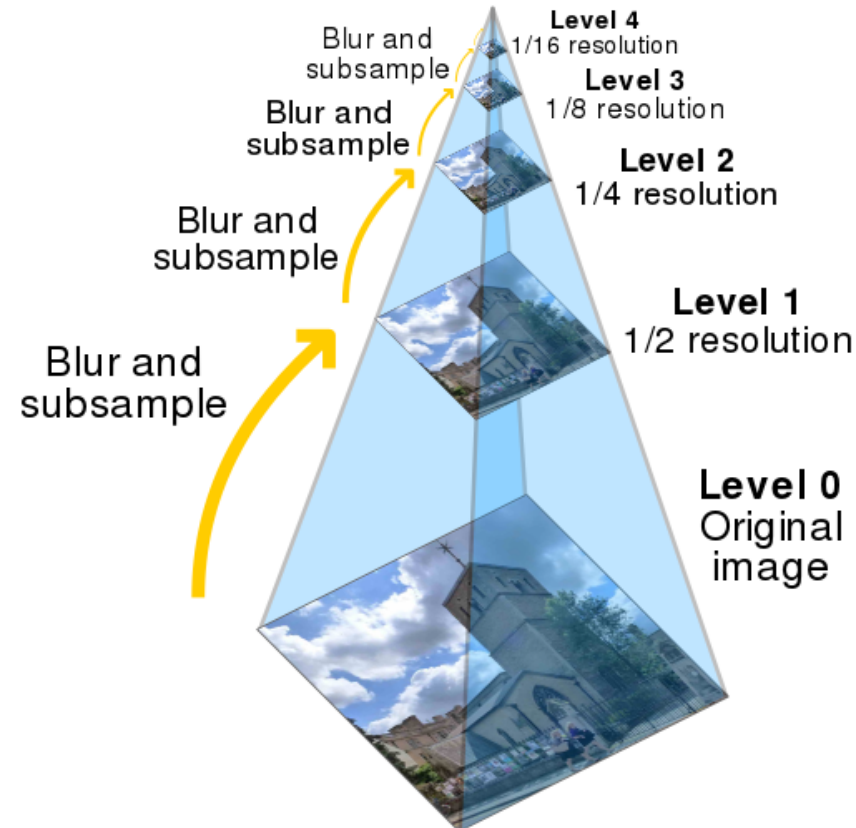 Level 4
1/16 resolution
Blur and
subsample
Level 3
1/8 resolution
Blur and
subsample
Level 2
1/4 resolution
Blur and
subsample
Level 1
1/2 resolution
Blur and
subsample
Level 0
Original
image